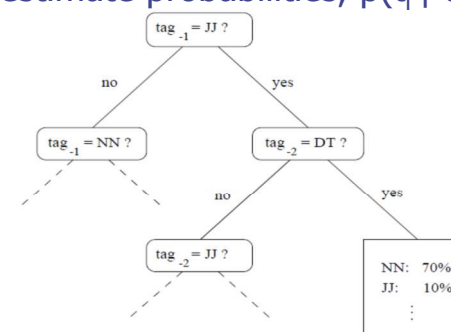 probabilities, p(
tag -1 = JJ ?
no
yes
tag -1 = NN ?
tag -2 = DT ?
no
yes
tag -2 = JJ ?
NN: 70%
JJ: 10%
⋮